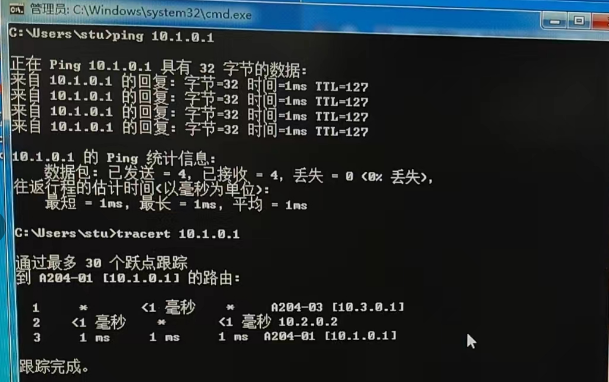 管理员: C:\Windows\system32\cmd.exe
C:\Users\stu>ping 10.1.0.1
正在 Ping 10.1.0.1 具有 32 字节的数据:
来自 10.1.0.1 的回复: 字节=32 时间=1ms TTL=127
来自 10.1.0.1 的回复: 字节=32 时间=1ms TTL=127
来自 10.1.0.1 的回复: 字节=32 时间=1ms TTL=127
来自 10.1.0.1 的回复: 字节=32 时间=1ms TTL=127
10.1.0.1 的 Ping 统计信息:
数据包: 已发送 = 4, 已接收 = 4, 丢失 = 0 (0% 丢失),
往返行程的估计时间(以毫秒为单位):
最短 = 1ms, 最长 = 1ms, 平均 = 1ms
C:\Users\stu>tracert 10.1.0.1
通过最多 30 个跃点跟踪
到 A204-01 [10.1.0.1] 的路由:
1 * <1 毫秒 * A204-03 [10.3.0.1]
2 <1 毫秒 * <1 毫秒 10.2.0.2
3 1 ms 1 ms 1 ms A204-01 [10.1.0.1]
跟踪完成。